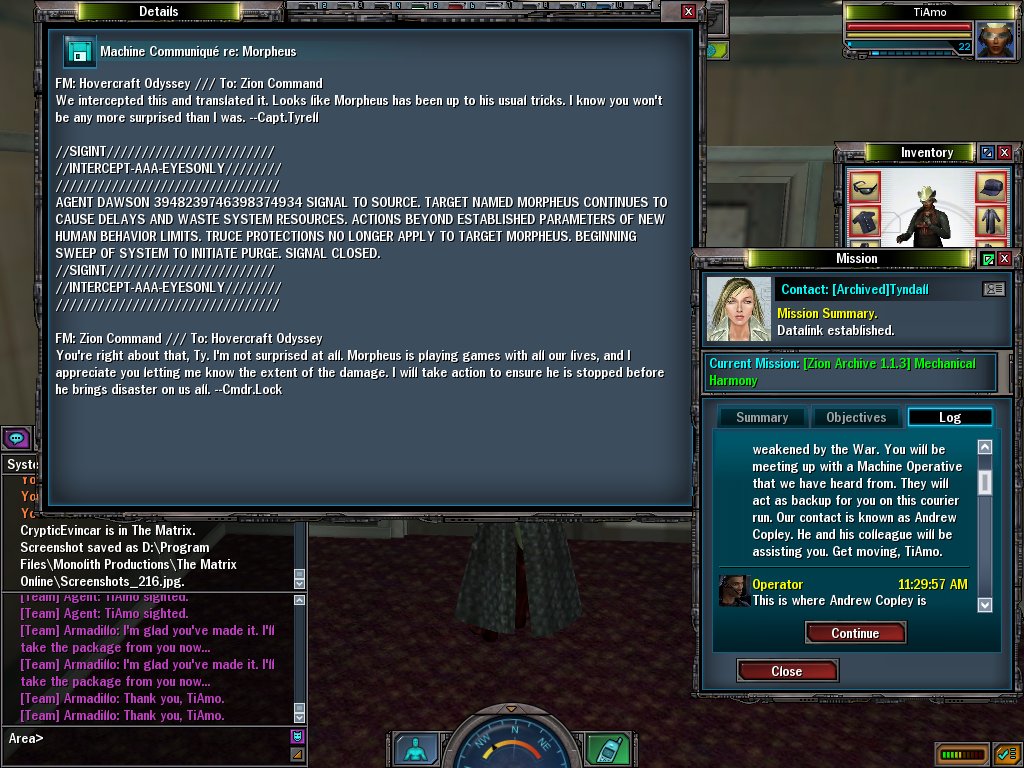 Details
Machine Communiqué re: Morpheus
FM: Hovercraft Odyssey /// To: Zion Command
We intercepted this and translated it. Looks like Morpheus has been up to his usual tricks. I know you won't
be any more surprised than I was. --Capt.Tyrell
//SIGINT////////////////////////
//INTERCEPT-AAA-EYESONLY////////
////////////////////////////////
AGENT DAWSON 3948239746398374934 SIGNAL TO SOURCE. TARGET NAMED MORPHEUS CONTINUES TO
CAUSE DELAYS AND WASTE SYSTEM RESOURCES. ACTIONS BEYOND ESTABLISHED PARAMETERS OF NEW
HUMAN BEHAVIOR LIMITS. TRUCE PROTECTIONS NO LONGER APPLY TO TARGET MORPHEUS. BEGINNING
SWEEP OF SYSTEM TO INITIATE PURGE. SIGNAL CLOSED.
//SIGINT////////////////////////
//INTERCEPT-AAA-EYESONLY////////
////////////////////////////////
FM: Zion Command /// To: Hovercraft Odyssey
You're right about that, Ty. I'm not surprised at all. Morpheus is playing games with all our lives, and I
appreciate you letting me know the extent of the damage. I will take action to ensure he is stopped before
he brings disaster on us all. --Cmdr.Lock
TiAmo
22
Inventory
Mission
Contact: [Archived]Tyndall
Mission Summary.
Datalink established.
Current Mission: [Zion Archive 1.1.3] Mechanical
Harmony
Summary
Objectives
Log
weakened by the War. You will be
meeting up with a Machine Operative
that we have heard from. They will
act as backup for you on this courier
run. Our contact is known as Andrew
Copley. He and his colleague will be
assisting you. Get moving, TiAmo.
Operator 11:29:57 AM
This is where Andrew Copley is
Continue
Close
Syste
Yo
Yo
CrypticEvincar is in The Matrix.
Screenshot saved as D:\Program
Files\Monolith Productions\The Matrix
Online\Screenshots_216.jpg.
[Team] Agent: TiAmo sighted.
[Team] Agent: TiAmo sighted.
[Team] Armadillo: I'm glad you've made it. I'll
take the package from you now...
[Team] Armadillo: I'm glad you've made it. I'll
take the package from you now...
[Team] Armadillo: Thank you, TiAmo.
[Team] Armadillo: Thank you, TiAmo.
Area>
NW
N
NE